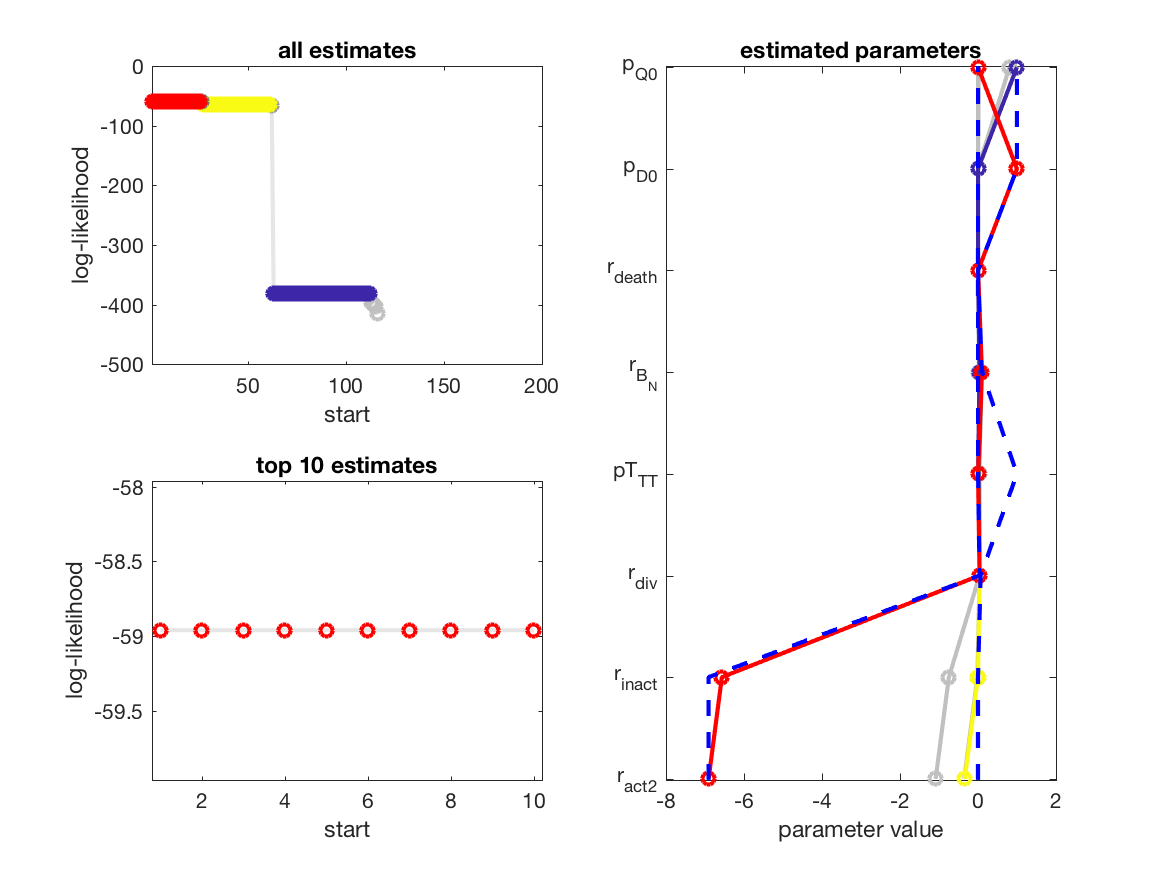 all estimates
0
-100
-200
-300
-400
-500
log-likelihood
50
100
150
200
start
top 10 estimates
-58
-58.5
-59
-59.5
log-likelihood
2
4
6
8
10
start
estimated parameters
p_Q0
p_D0
r_death
r_B_N
pT_TT
r_div
r_inact
r_act2
-8
-6
-4
-2
0
2
parameter value